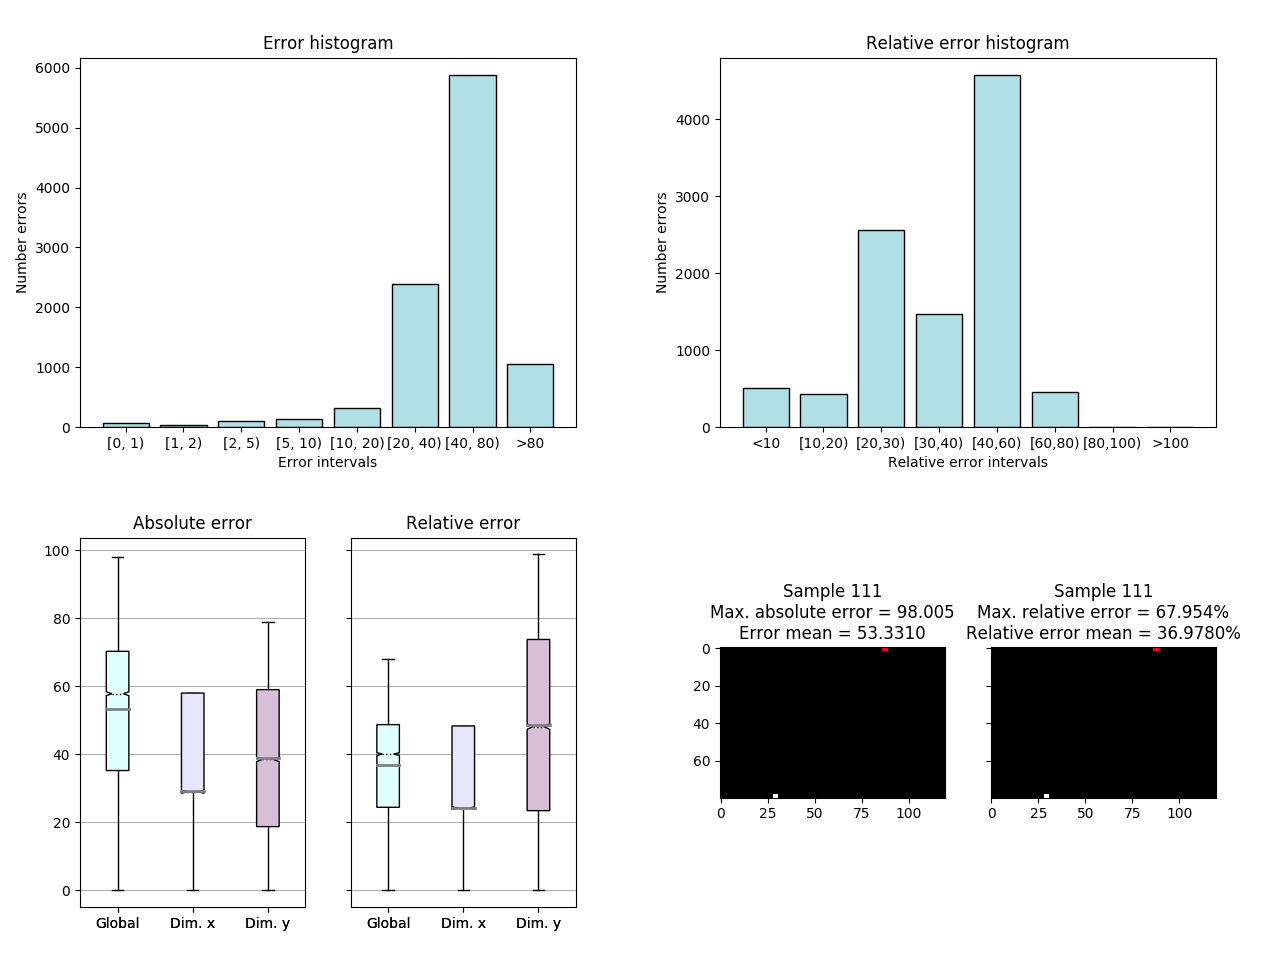 Error histogram
Number errors
6000
5000
4000
3000
2000
1000
0
[0, 1) [1, 2) [2, 5) [5, 10) [10, 20) [20, 40) [40, 80) >80
Error intervals
Relative error histogram
Number errors
4000
3000
2000
1000
0
<10 [10,20) [20,30) [30,40) [40,60) [60,80) [80,100) >100
Relative error intervals
Absolute error
100
80
60
40
20
0
Global Dim. x Dim. y
Relative error
Global Dim. x Dim. y
Sample 111
Max. absolute error = 98.005
Error mean = 53.3310
0
20
40
60
0 25 50 75 100
Sample 111
Max. relative error = 67.954%
Relative error mean = 36.9780%
0 25 50 75 100